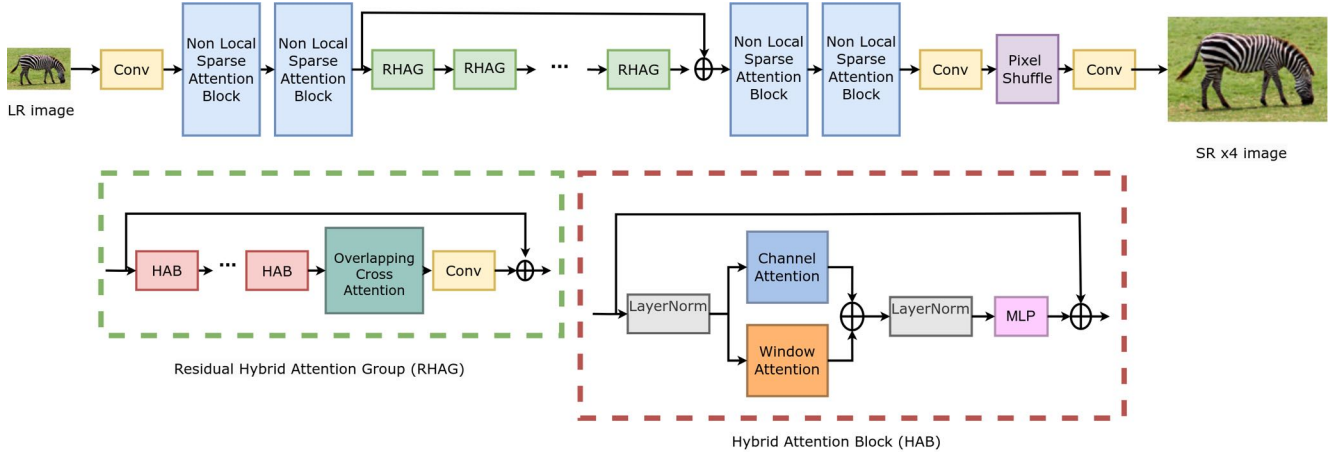 LR image
Conv
Non Local
Sparse
Attention
Block
Non Local
Sparse
Attention
Block
RHAG
RHAG
...
RHAG
Non Local
Sparse
Attention
Block
Non Local
Sparse
Attention
Block
Conv
Pixel
Shuffle
Conv
SR x4 image
HAB
...
HAB
Overlapping
Cross
Attention
Conv
Residual Hybrid Attention Group (RHAG)
LayerNorm
Channel
Attention
Window
Attention
LayerNorm
MLP
Hybrid Attention Block (HAB)